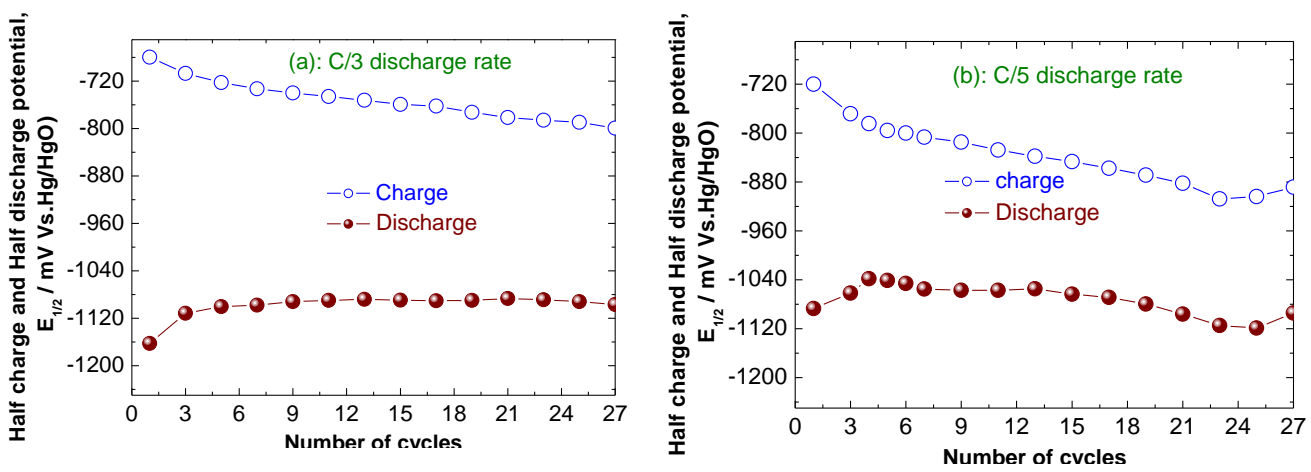 Half charge and Half discharge potential,
E1/2 / mV Vs.Hg/HgO)
(a): C/3 discharge rate
-720
-800
-880
-960
-1040
-1120
-1200
Charge
Discharge
0 3 6 9 12 15 18 21 24 27
Number of cycles
Half charge and Half discharge potential,
E1/2 / mV Vs.Hg/HgO)
(b): C/5 discharge rate
-720
-800
-880
-960
-1040
-1120
-1200
charge
Discharge
0 3 6 9 12 15 18 21 24 27
Number of cycles